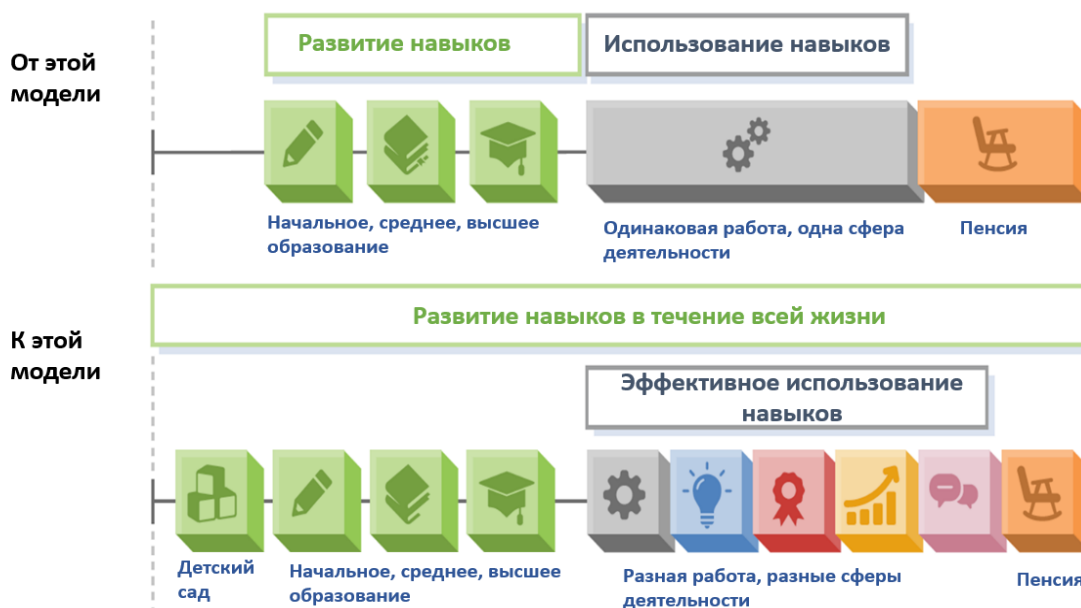 От этой
модели
Развитие навыков
Использование навыков
Начальное, среднее, высшее
образование
Одинаковая работа, одна сфера
деятельности
Пенсия
К этой
модели
Развитие навыков в течение всей жизни
Эффективное использование
навыков
Детский
сад
Начальное, среднее, высшее
образование
Разная работа, разные сферы
деятельности
Пенсия